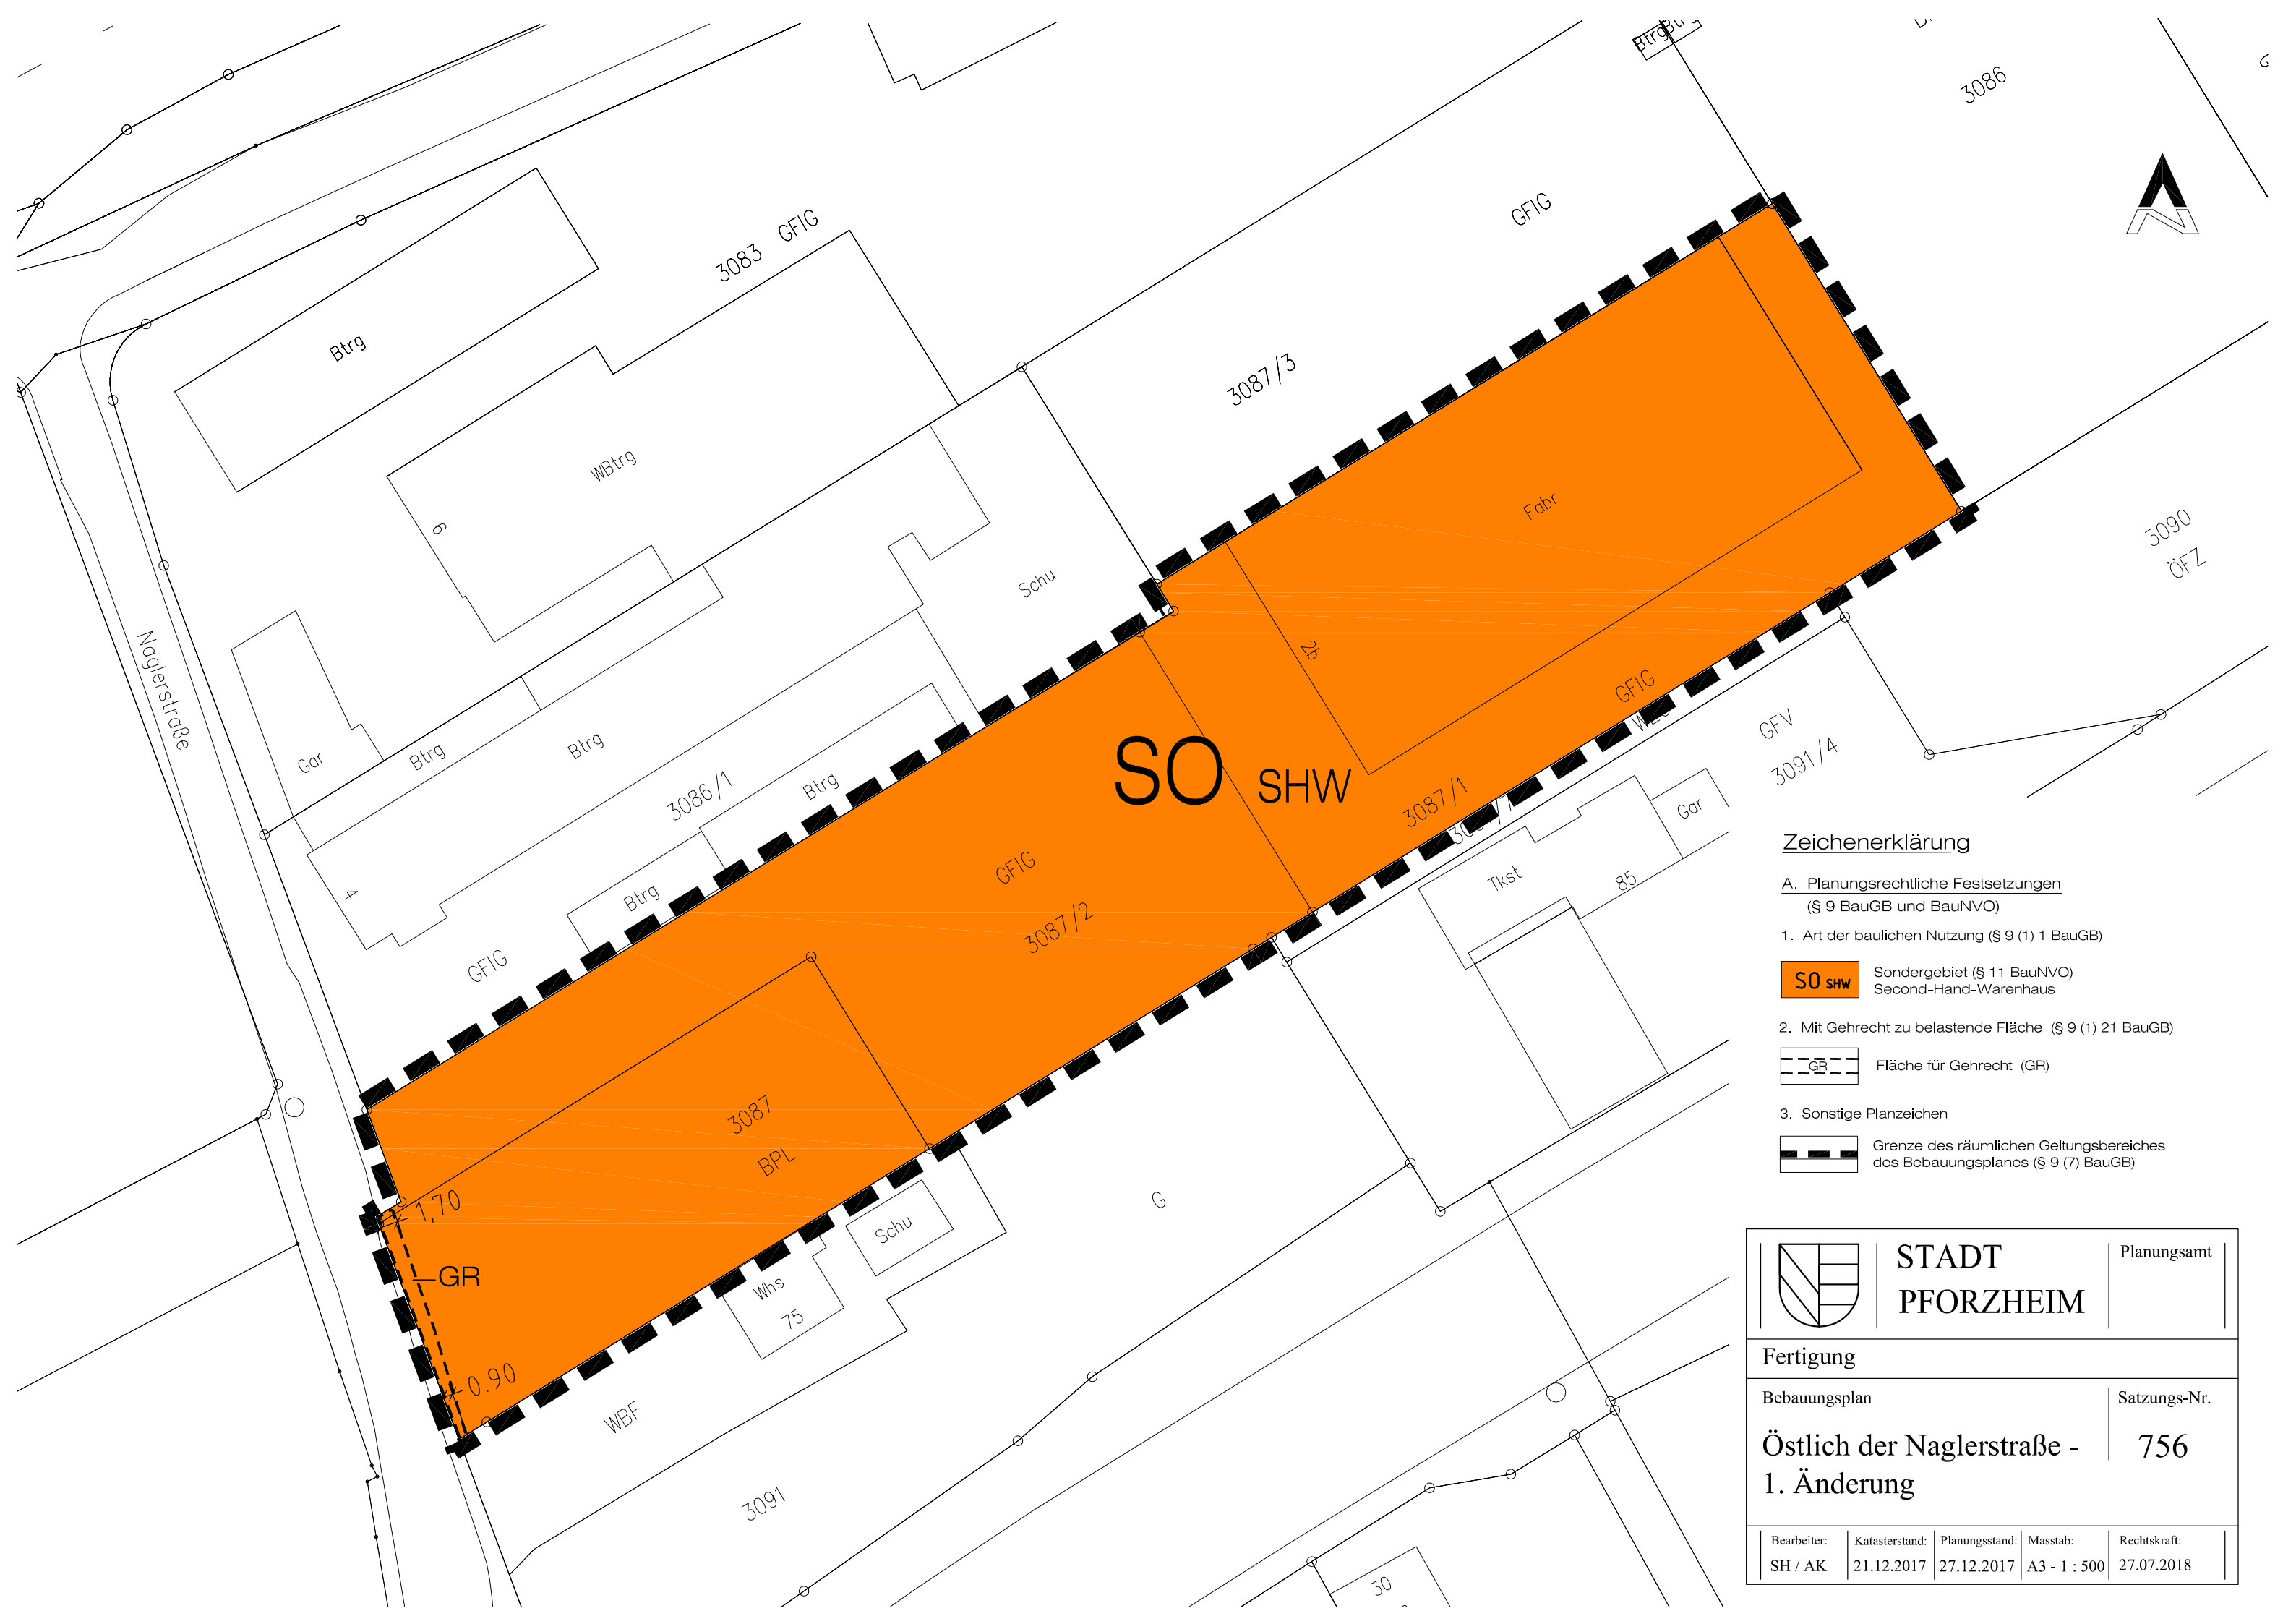 3086
3083 GFIG
GFIG
Btrg
3087/3
WBtrg
6
Fabr
3090
ÖFZ
Schu
Naglerstraße
2b
GFIG
Gar
Btrg
Btrg
3086/1
Btrg
SO SHW
GFV
3091/4
3087/1
Gar
4
Btrg
GFIG
GFIG
3087/2
Tkst
85
3087
BPL
1,70
GR
0.90
Schu
Whs
75
G
WBF
3091
30
Zeichenerklärung
A. Planungsrechtliche Festsetzungen
(§ 9 BauGB und BauNVO)
1. Art der baulichen Nutzung (§ 9 (1) 1 BauGB)
SO SHW
Sondergebiet (§ 11 BauNVO)
Second-Hand-Warenhaus
2. Mit Gehrecht zu belastende Fläche (§ 9 (1) 21 BauGB)
GR
Fläche für Gehrecht (GR)
3. Sonstige Planzeichen
Grenze des räumlichen Geltungsbereiches
des Bebauungsplanes (§ 9 (7) BauGB)
STADT
PFORZHEIM
Planungsamt
Fertigung
Bebauungsplan
Satzungs-Nr.
Östlich der Naglerstraße -
1. Änderung
756
Bearbeiter: Katasterstand: Planungsstand: Masstab: Rechtskraft:
SH / AK 21.12.2017 27.12.2017 A3 - 1 : 500 27.07.2018